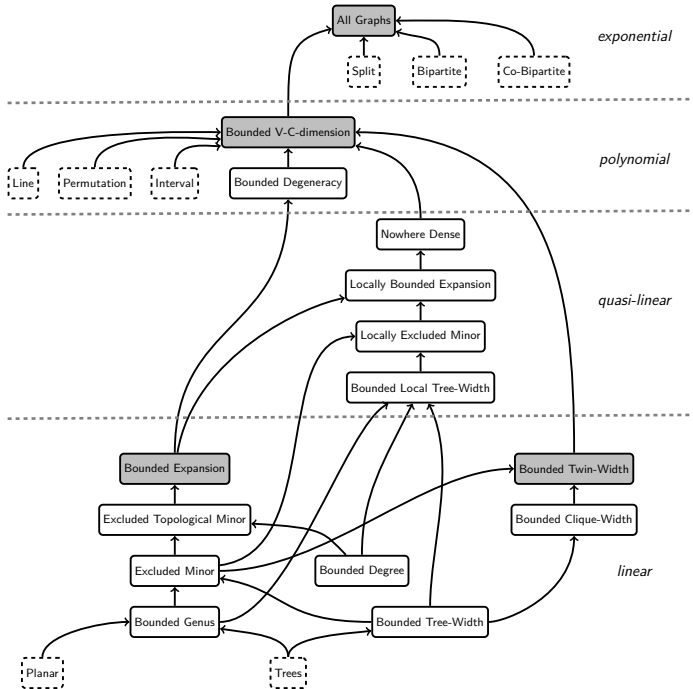 All Graphs
exponential
Split
Bipartite
Co-Bipartite
Bounded V-C-dimension
polynomial
Line
Permutation
Interval
Bounded Degeneracy
Nowhere Dense
Locally Bounded Expansion
quasi-linear
Locally Excluded Minor
Bounded Local Tree-Width
Bounded Expansion
Bounded Twin-Width
Excluded Topological Minor
Bounded Clique-Width
Excluded Minor
Bounded Degree
linear
Bounded Genus
Bounded Tree-Width
Planar
Trees